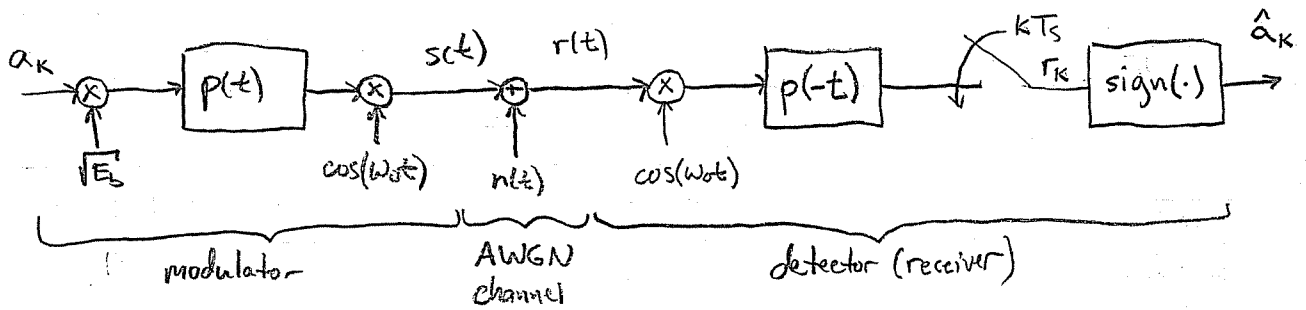 a_K
×
√E_b
p(t)
×
cos(ω₀t)
s(t)
+
n(t)
r(t)
×
cos(ω₀t)
p(-t)
kT_S
r_K
sign(·)
â_K
modulator
AWGN
channel
detector (receiver)